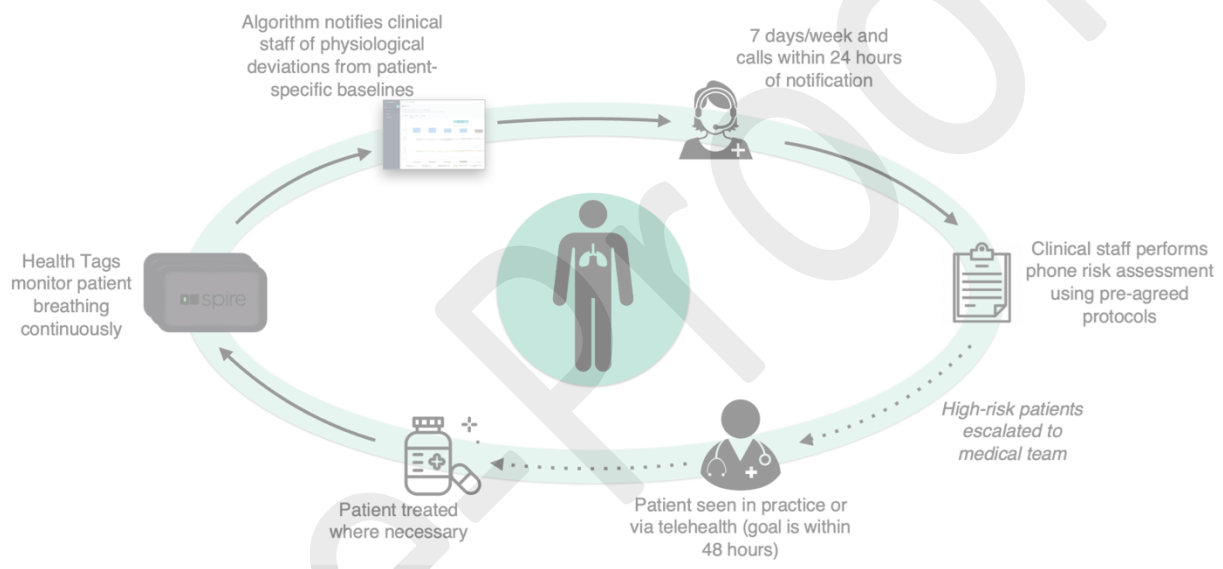 Algorithm notifies clinical
staff of physiological
deviations from patient-
specific baselines
7 days/week and
calls within 24 hours
of notification
Clinical staff performs
phone risk assessment
using pre-agreed
protocols
High-risk patients
escalated to
medical team
Patient seen in practice or
via telehealth (goal is within
48 hours)
Patient treated
where necessary
Health Tags
monitor patient
breathing
continuously
spire